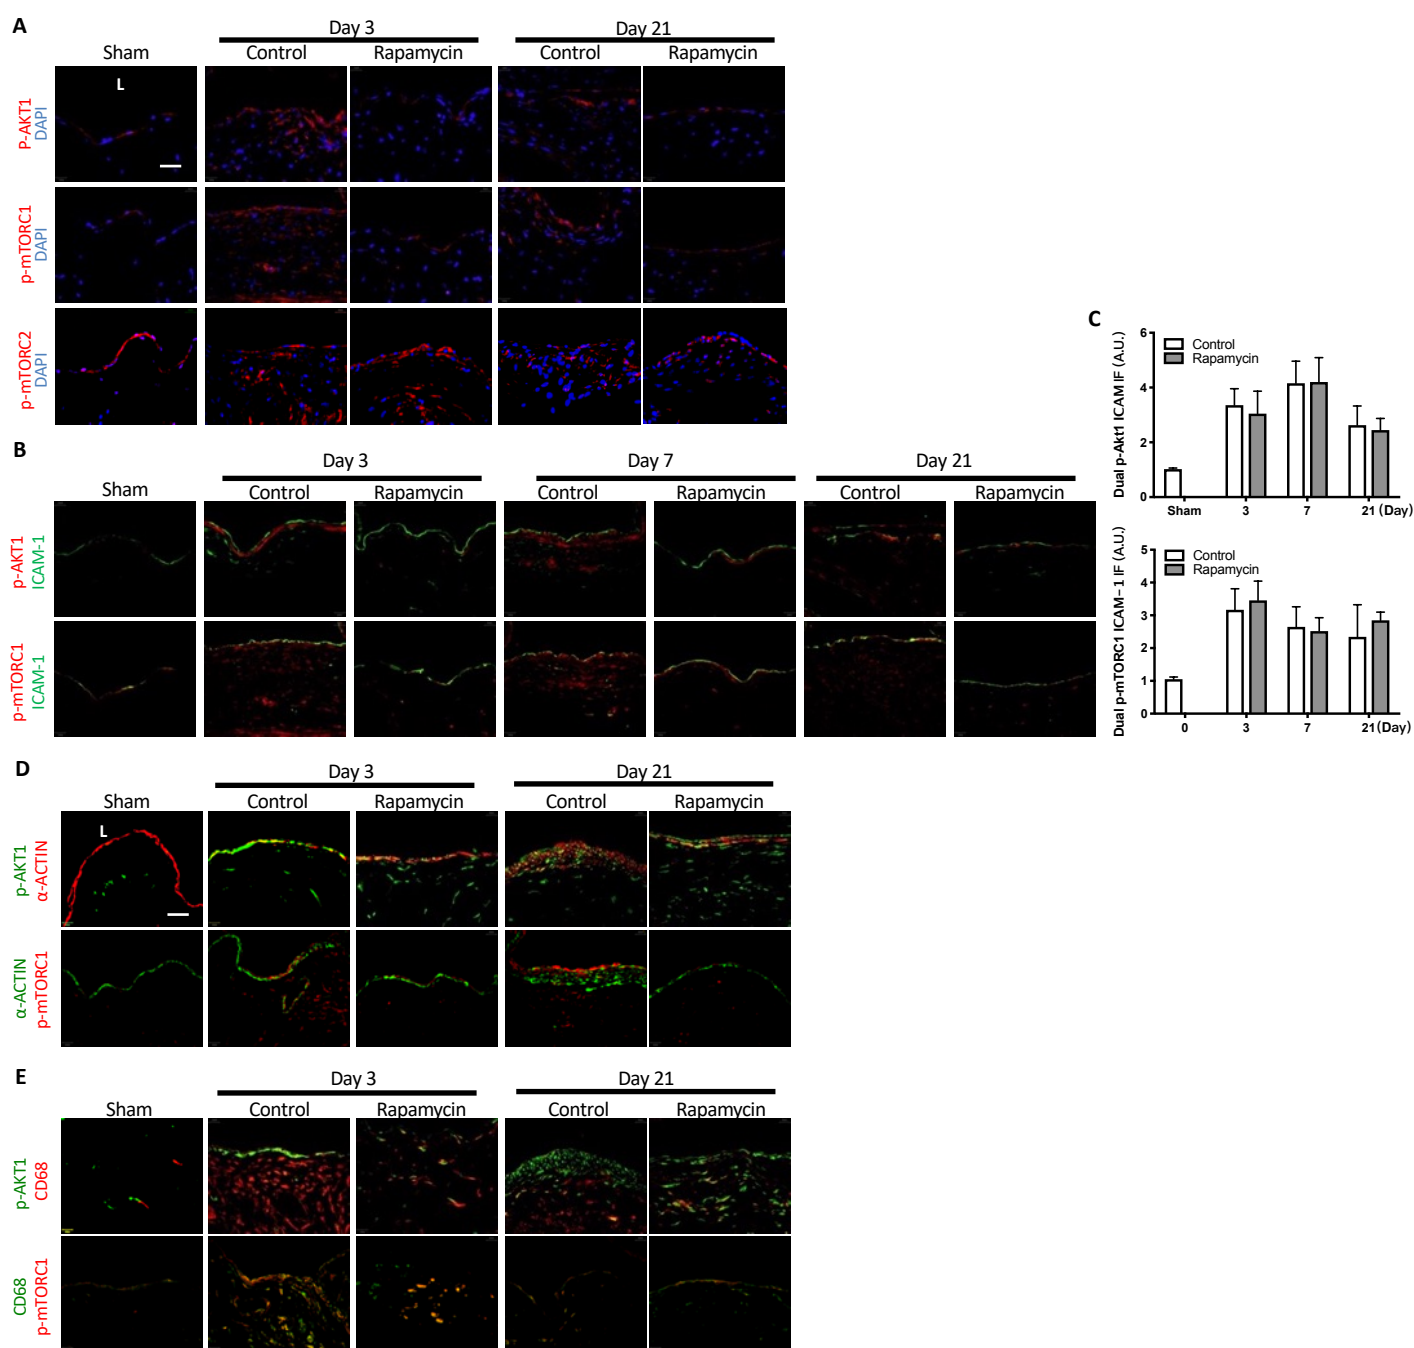 A
Day 3
Day 21
Sham
Control
Rapamycin
Control
Rapamycin
L
P-AKT1
DAPI
p-mTORC1
DAPI
p-mTORC2
DAPI
B
Day 3
Day 7
Day 21
Sham
Control
Rapamycin
Control
Rapamycin
Control
Rapamycin
p-AKT1
ICAM-1
p-mTORC1
ICAM-1
C
Dual p-Akt1 ICAM IF (A.U.)
6
4
2
0
Control
Rapamycin
Sham
3
7
21 (Day)
Dual p-mTORC1 ICAM-1 IF (A.U.)
5
4
3
2
1
0
Control
Rapamycin
0
3
7
21 (Day)
D
Day 3
Day 21
Sham
Control
Rapamycin
Control
Rapamycin
L
p-AKT1
α-ACTIN
α-ACTIN
p-mTORC1
E
Day 3
Day 21
Sham
Control
Rapamycin
Control
Rapamycin
p-AKT1
CD68
CD68
p-mTORC1